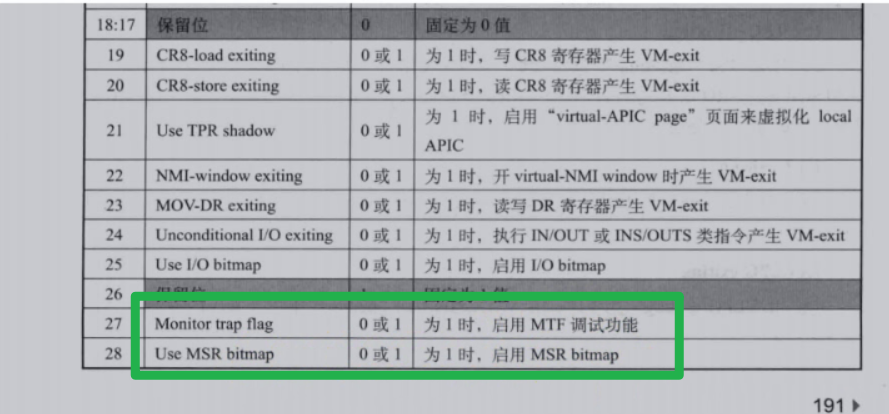 18:17 保留位 0 固定为 0 值
19 CR8-load exiting 0 或 1 为 1 时，写 CR8 寄存器产生 VM-exit
20 CR8-store exiting 0 或 1 为 1 时，读 CR8 寄存器产生 VM-exit
21 Use TPR shadow 0 或 1 为 1 时，启用“virtual-APIC page”页面来虚拟化 local
APIC
22 NMI-window exiting 0 或 1 为 1 时，开 virtual-NMI window 时产生 VM-exit
23 MOV-DR exiting 0 或 1 为 1 时，读写 DR 寄存器产生 VM-exit
24 Unconditional I/O exiting 0 或 1 为 1 时，执行 IN/OUT 或 INS/OUTS 类指令产生 VM-exit
25 Use I/O bitmap 0 或 1 为 1 时，启用 I/O bitmap
26
27 Monitor trap flag 0 或 1 为 1 时，启用 MTF 调试功能
28 Use MSR bitmap 0 或 1 为 1 时，启用 MSR bitmap
191